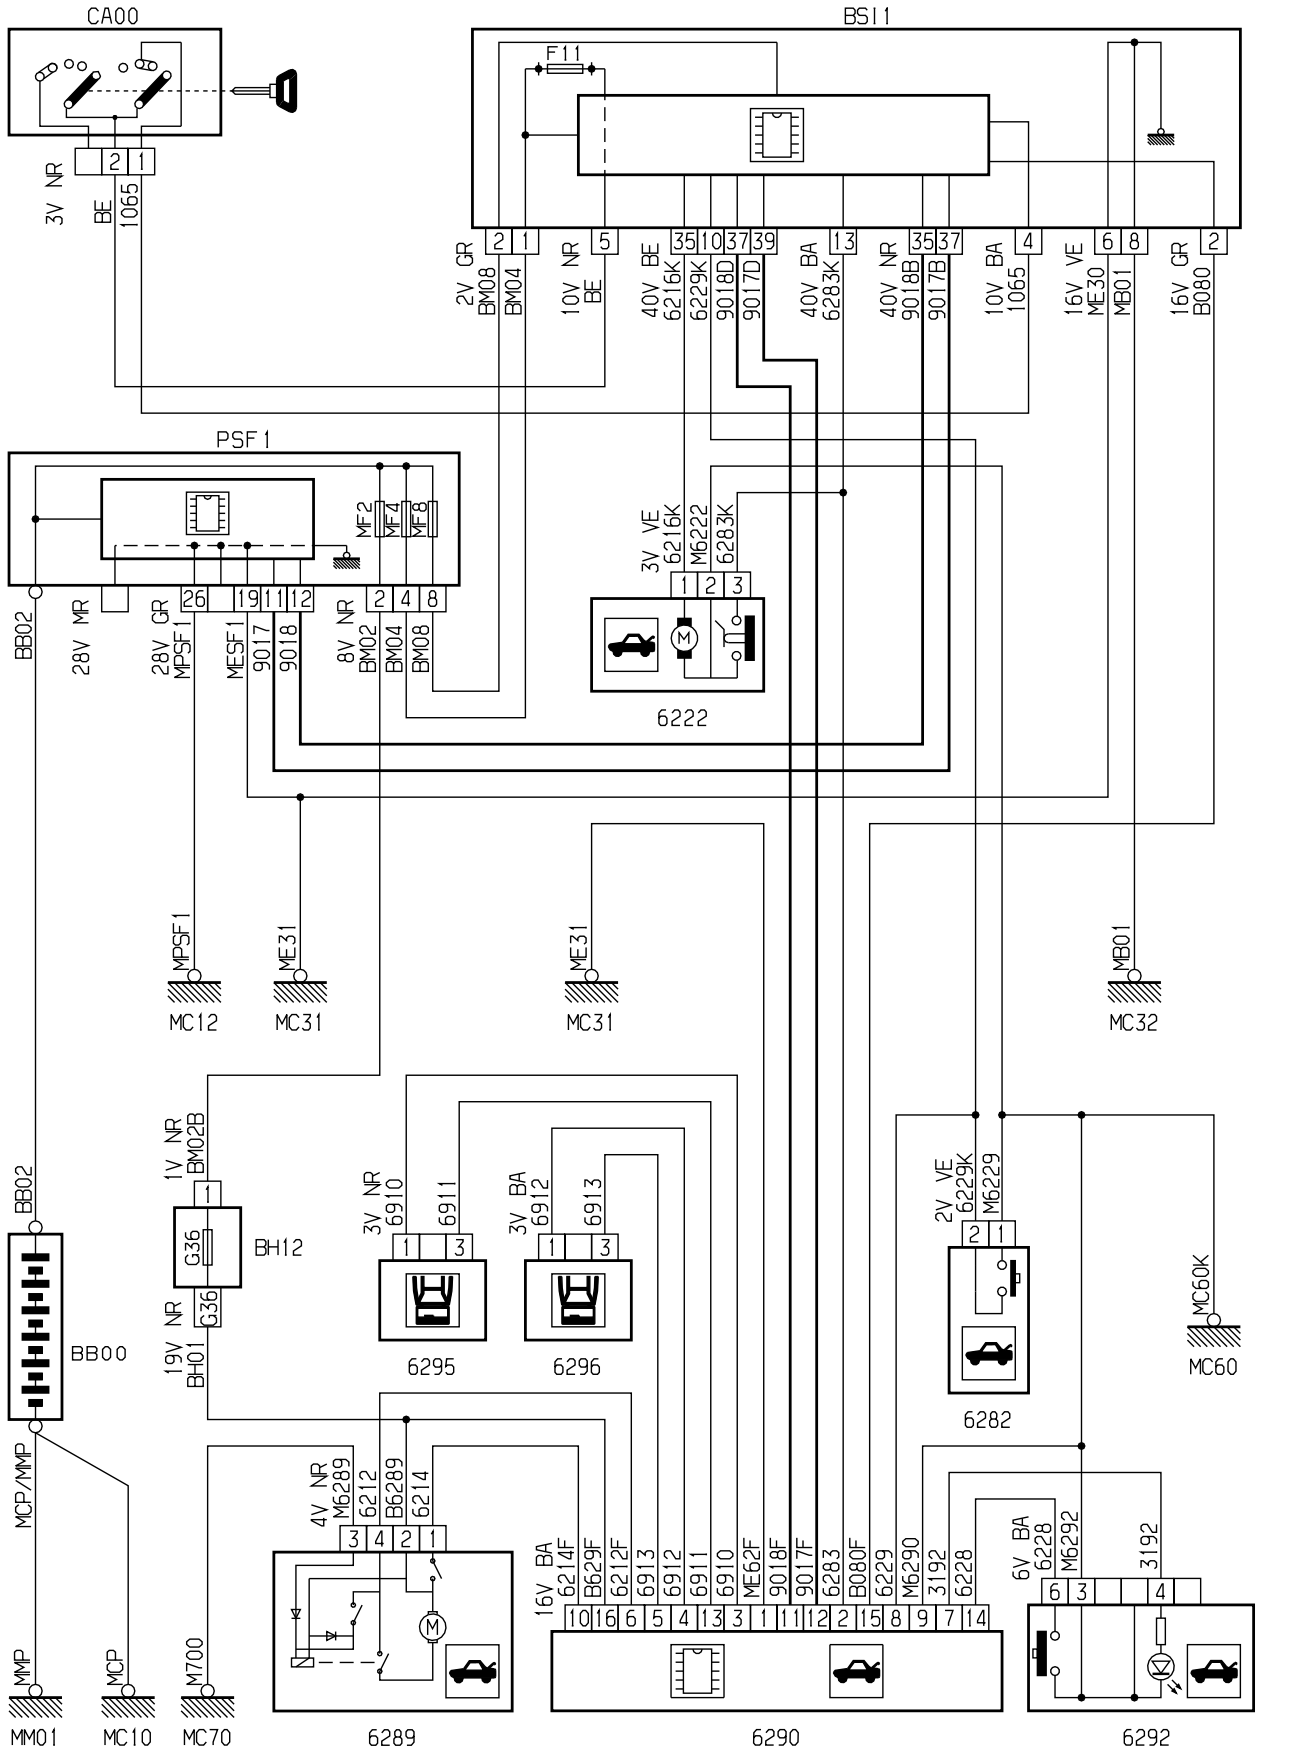 CA00
BSI1
F11
2 1
3V NR
BE
1065
2 1 5 35 10 37 39 13 35 37 4 6 8 2
2V GR
BM08
BM04
10V NR
BE
40V BE
6216K
6229K
9018D
9017D
40V BA
6283K
40V NR
9018B
9017B
10V BA
1065
16V VE
ME30
MB01
16V GR
B080
PSF1
MF2
MF4
MF8
26 19 11 12 2 4 8
BB02
28V MR
28V GR
MPSF1
MESF1
9017
9018
8V NR
BM02
BM04
BM08
3V VE
6216K
M6222
6283K
1 2 3
M
6222
MPSF1
ME31
ME31
MB01
MC12
MC31
MC31
MC32
1V NR
BM02B
BB02
1
G36
BH12
G36
19V NR
BH01
BB00
3V NR
6910
6911
1 3
6295
3V BA
6912
6913
1 3
6296
2V VE
6229K
M6229
2 1
6282
MC60K
MC60
MCP/MMP
MMP
MCP
M700
MM01
MC10
MC70
4V NR
M6289
6212
B6289
6214
3 4 2 1
M
6289
16V BA
6214F
B629F
6212F
6913
6912
6911
6910
ME62F
9018F
9017F
6283
B080F
6229
M6290
3192
6228
10 16 6 5 4 13 3 1 11 12 2 15 8 9 7 14
6290
6V BA
6228
M6292
3192
6 3 4
6292